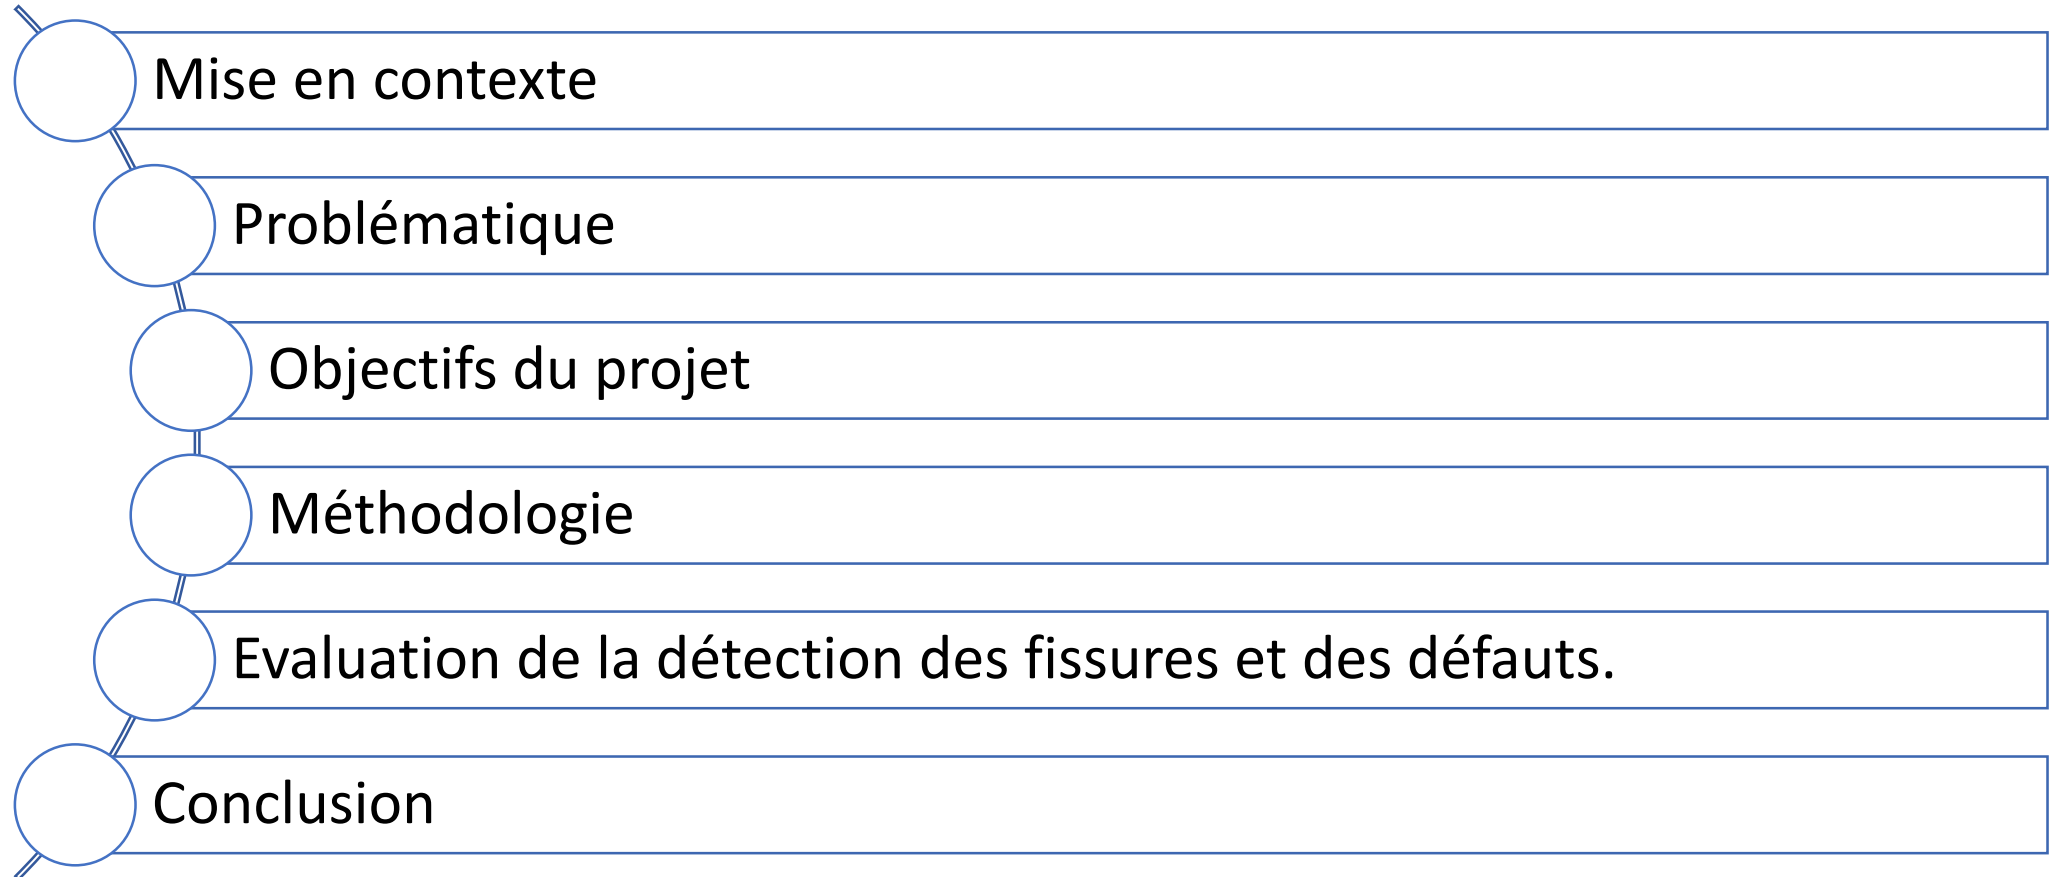 Mise en contexte
Problématique
Objectifs du projet
Méthodologie
Evaluation de la détection des fissures et des défauts.
Conclusion